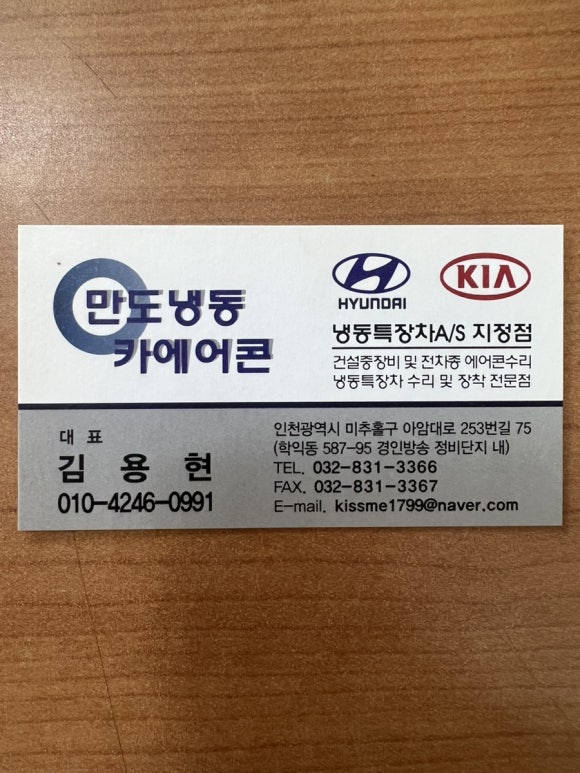 만도냉동
카에어콘
HYUNDAI
KIA
냉동특장차A/S 지정점
건설중장비 및 전차종 에어콘수리
냉동특장차 수리 및 장착 전문점
대 표
김 용 현
010-4246-0991
인천광역시 미추홀구 아암대로 253번길 75
(학익동 587-95 경인방송 정비단지 내)
TEL. 032-831-3366
FAX. 032-831-3367
E-mail. kissme1799@naver.com